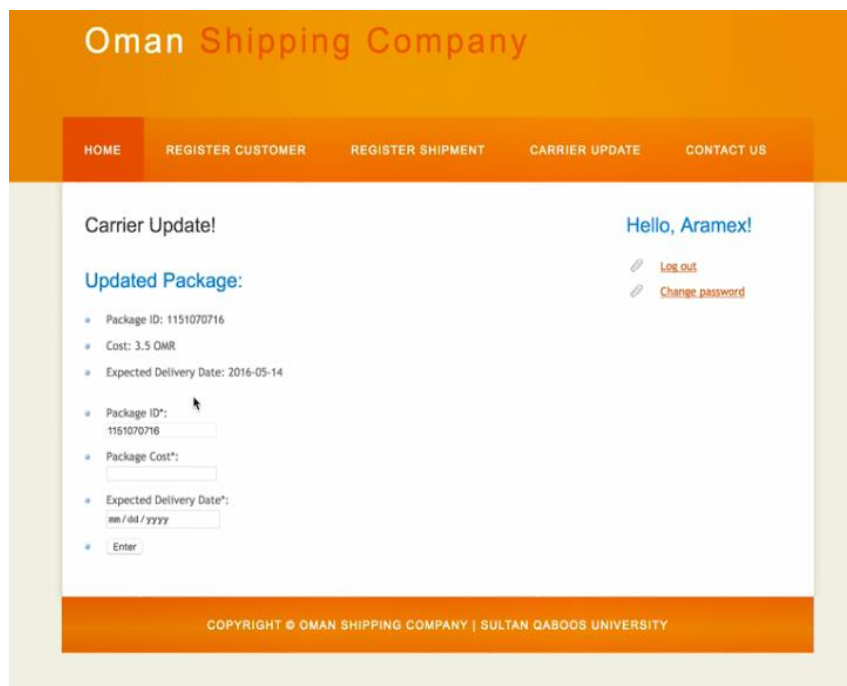 Oman Shipping Company
HOME REGISTER CUSTOMER REGISTER SHIPMENT CARRIER UPDATE CONTACT US
Carrier Update!
Hello, Aramex!
Log out
Change password
Updated Package:
Package ID: 1151070716
Cost: 3.5 OMR
Expected Delivery Date: 2016-05-14
Package ID*:
1151070716
Package Cost*:
Expected Delivery Date*:
mm/dd/yyyy
Enter
COPYRIGHT © OMAN SHIPPING COMPANY | SULTAN QABOOS UNIVERSITY